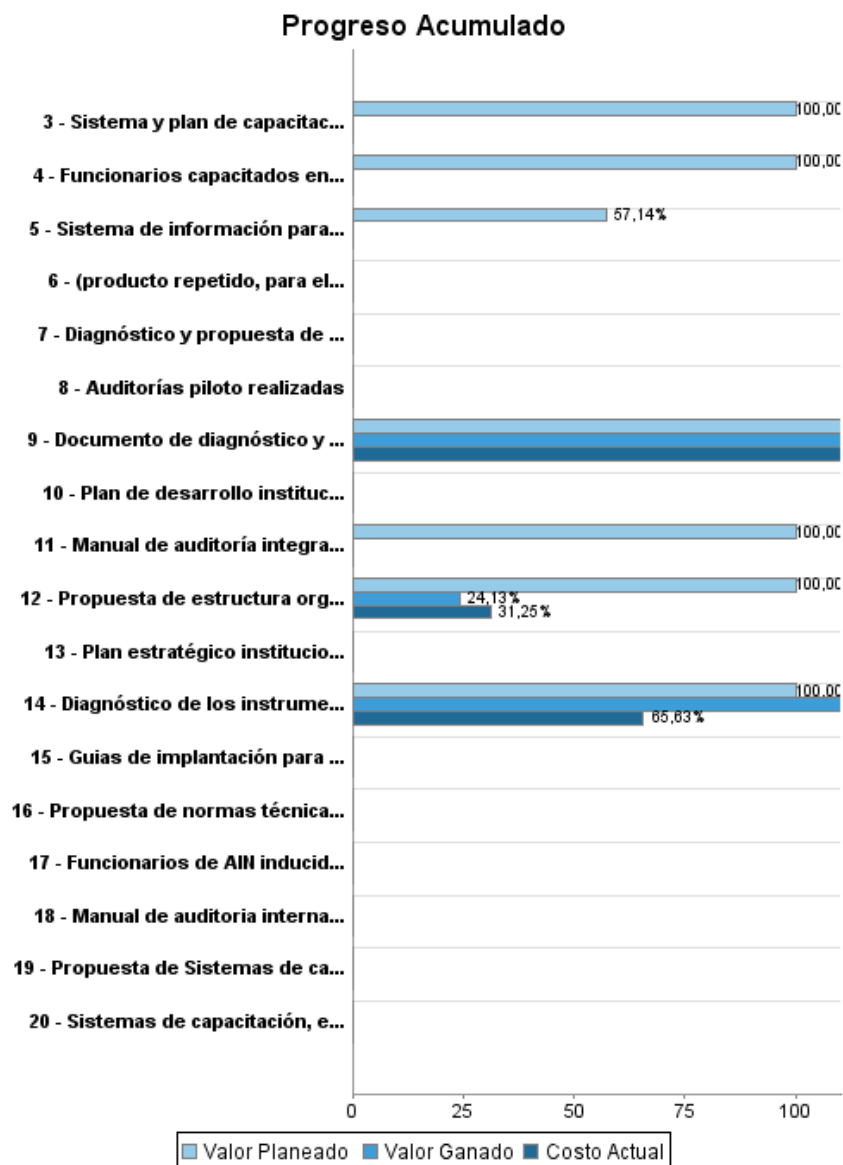 Progreso Acumulado
3 - Sistema y plan de capacitac...
100,00
4 - Funcionarios capacitados en...
100,00
5 - Sistema de información para...
57,14%
6 - (producto repetido, para el...
7 - Diagnóstico y propuesta de ...
8 - Auditorías piloto realizadas
9 - Documento de diagnóstico y ...
10 - Plan de desarrollo instituc...
11 - Manual de auditoría integra...
100,00
12 - Propuesta de estructura org...
100,00
24,13%
31,25%
13 - Plan estratégico institucio...
14 - Diagnóstico de los instrume...
100,00
65,63%
15 - Guias de implantación para ...
16 - Propuesta de normas técnica...
17 - Funcionarios de AIN inducid...
18 - Manual de auditoria interna...
19 - Propuesta de Sistemas de ca...
20 - Sistemas de capacitación, e...
0 25 50 75 100
Valor Planeado Valor Ganado Costo Actual